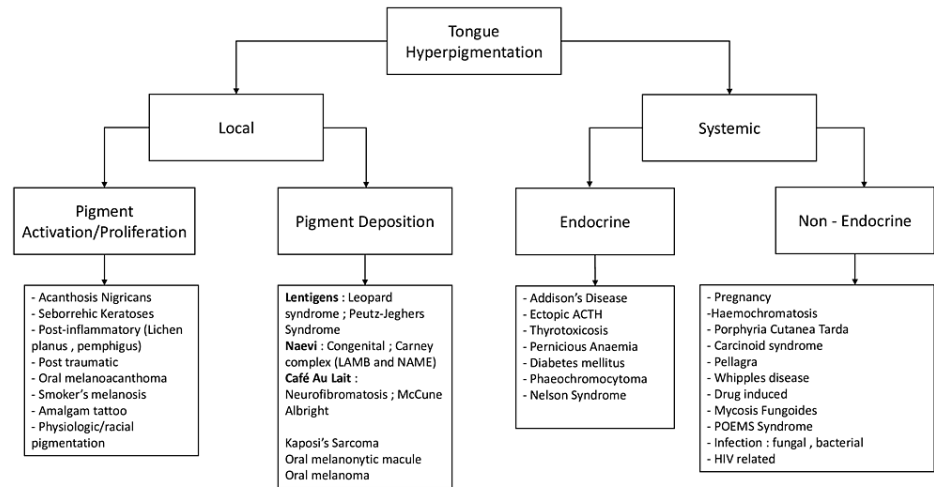 Tongue
Hyperpigmentation
Local
Systemic
Pigment
Activation/Proliferation
Pigment Deposition
Endocrine
Non - Endocrine
- Acanthosis Nigricans
- Seborrehic Keratoses
- Post-inflammatory (Lichen
planus , pempHigus)
- Post traumatic
- Oral melanoacanthoma
- Smoker's melanosis
- Amalgam tattoo
- Physiologic/racial
pigmentation
Lentigens : Leopard
syndrome ; Peutz-Jeghers
Syndrome
Naevi : Congenital ; Carney
complex (LAMB and NAME)
Café Au Lait :
Neurofibromatosis ; McCune
Albright
Kaposi's Sarcoma
Oral melanonytic macule
Oral melanoma
- Addison's Disease
- Ectopic ACTH
- Thyrotoxicosis
- Pernicious Anaemia
- Diabetes mellitus
- Phaeochromocytoma
- Nelson Syndrome
- Pregnancy
-Haemochromatosis
- Porphyria Cutanea Tarda
- Carcinoid syndrome
- Pellagra
- Whipples disease
- Drug induced
- Mycosis Fungoides
- POEMS Syndrome
- Infection : fungal , bacterial
- HIV related